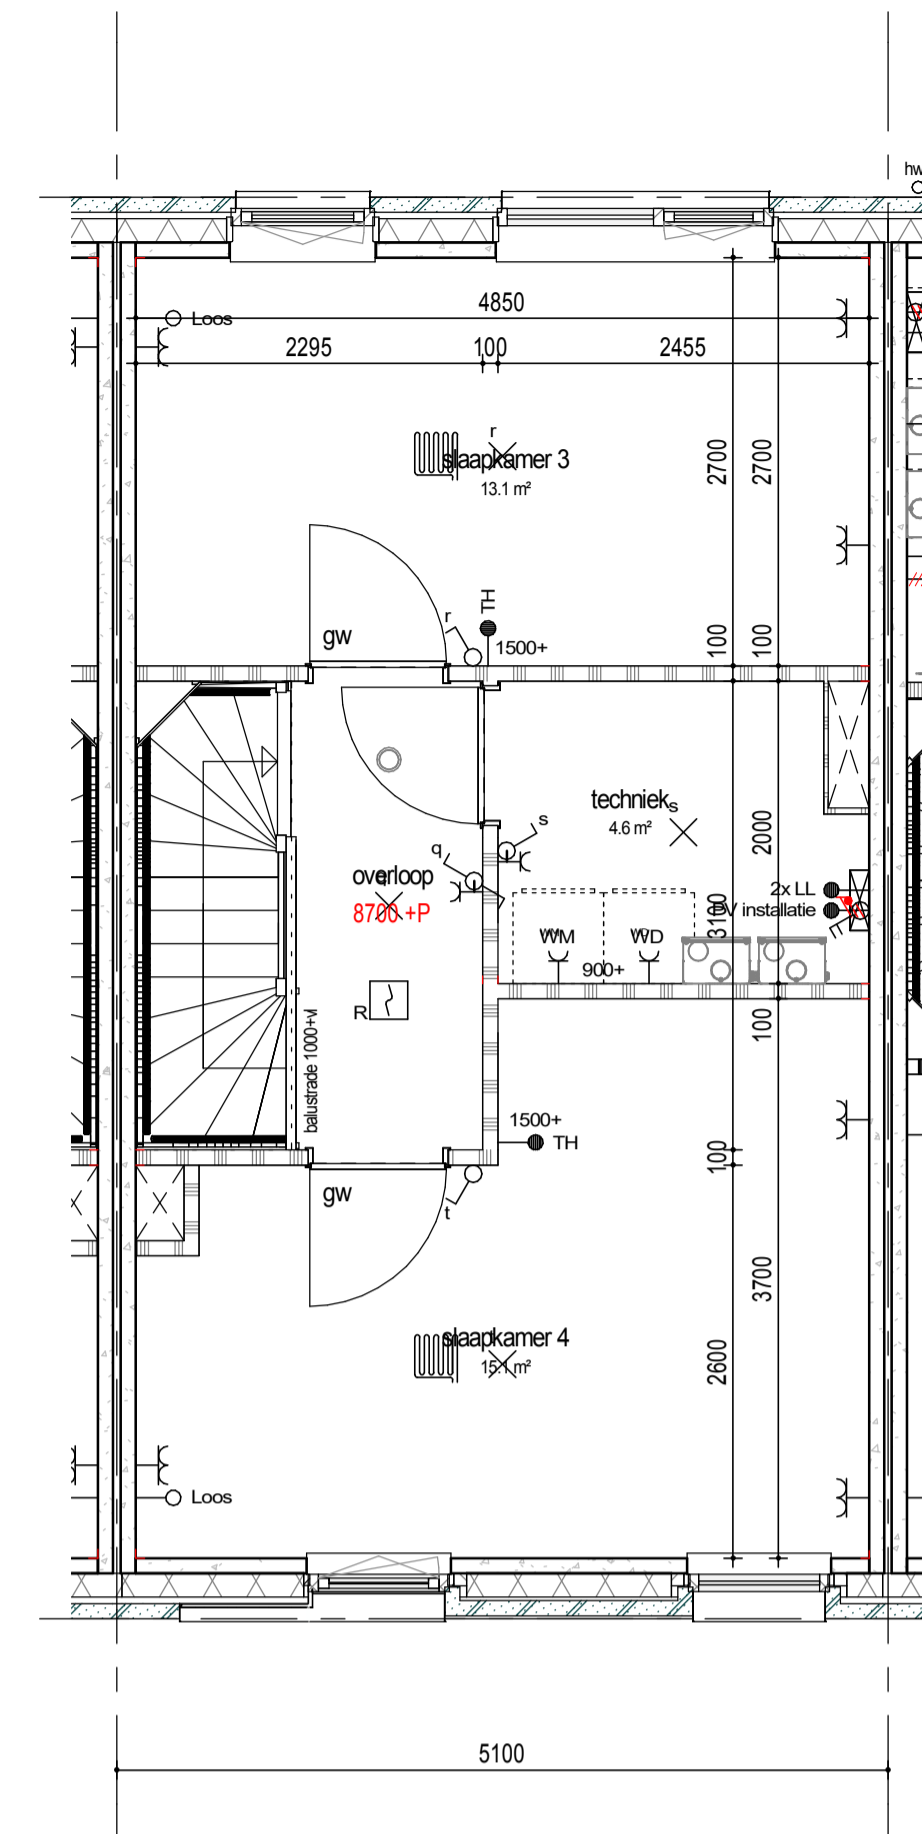 hw
Loos
4850
2295
100
2455
r
slaapkamer 3
13.1 m²
2700
2700
gw
r
TH
1500+
100
100
techniek
s
4.6 m²
2000
s
q
overloop
8700 +P
2x LL
PV installatie
3100
WM
WD
900+
R
balustrade 1000+vl
100
1500+
TH
100
gw
t
3700
2600
slaapkamer 4
15.1 m²
Loos
5100